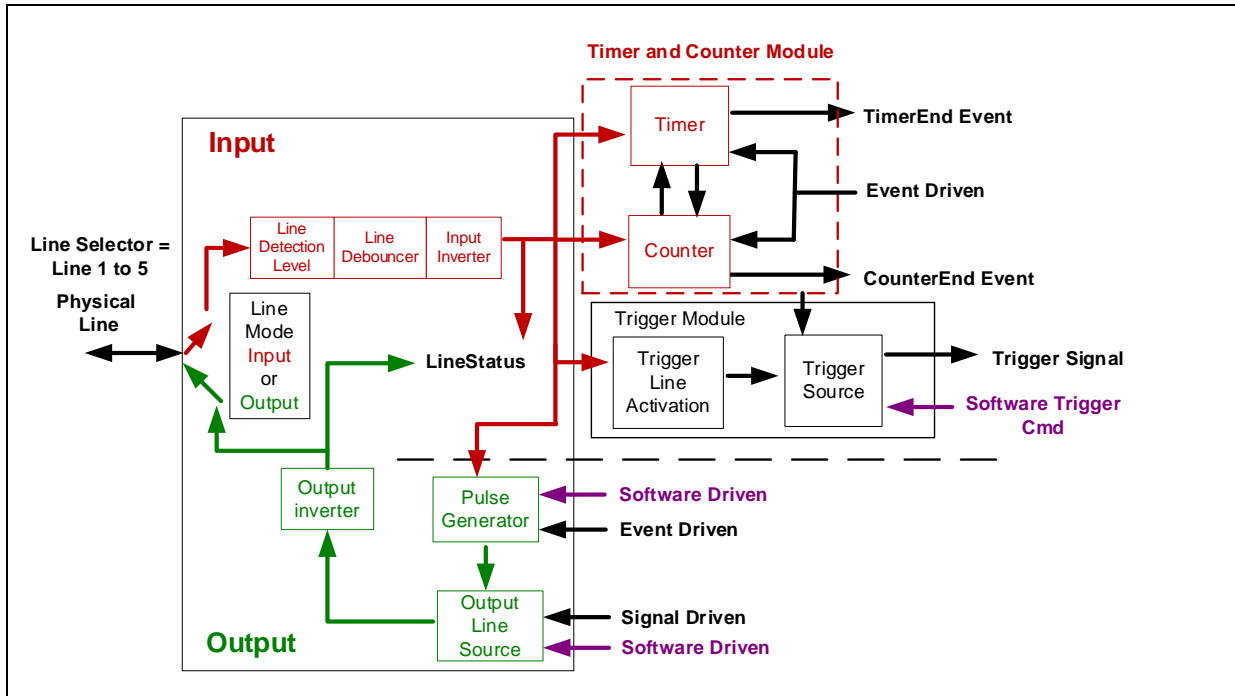 Timer and Counter Module
Input
Timer
TimerEnd Event
Event Driven
Line Selector =
Line 1 to 5
Physical
Line
Line
Detection
Level
Line
Debouncer
Input
Inverter
Counter
CounterEnd Event
Line
Mode
Input
or
Output
LineStatus
Trigger Module
Trigger
Line
Activation
Trigger
Source
Trigger Signal
Software Trigger
Cmd
Output
inverter
Pulse
Generator
Software Driven
Event Driven
Output
Output
Line
Source
Signal Driven
Software Driven